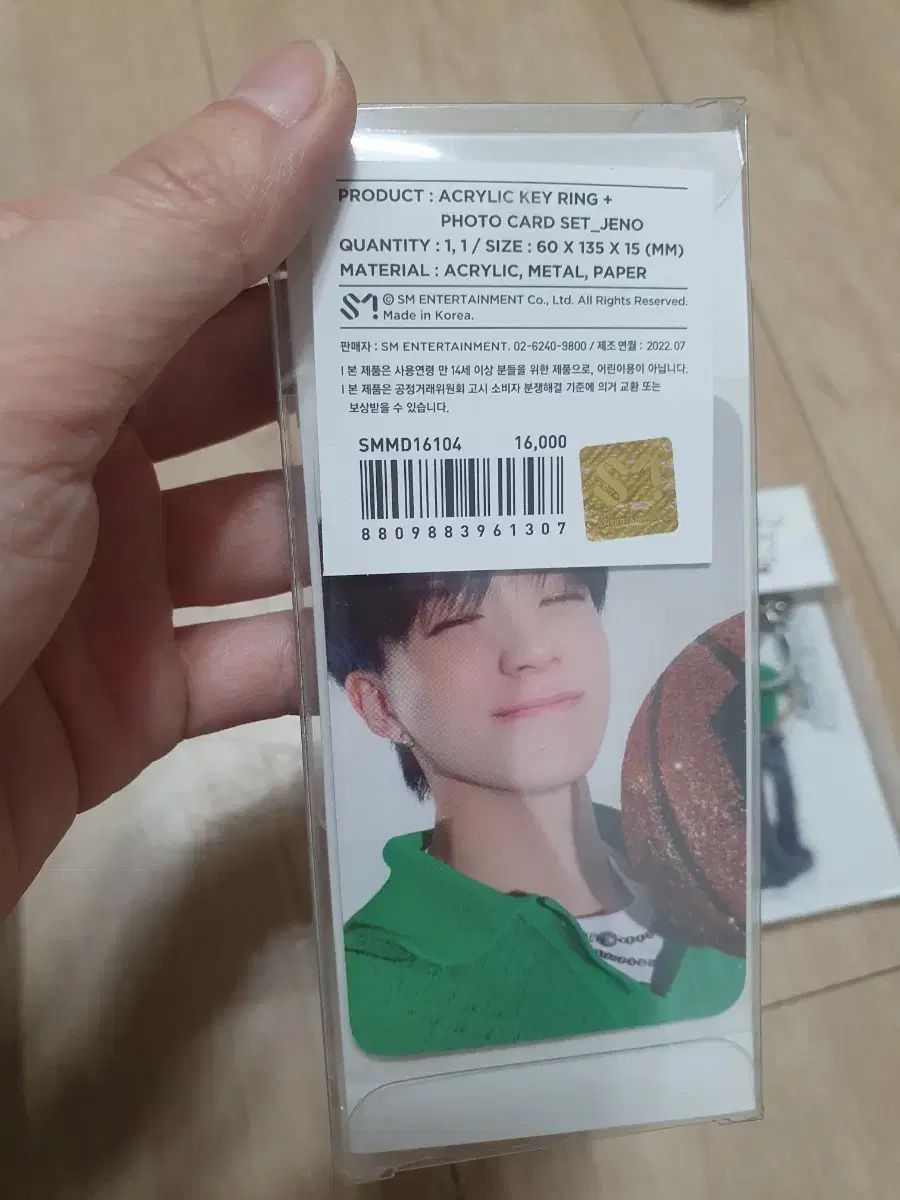 PRODUCT : ACRYLIC KEY RING +
PHOTO CARD SET_JENO
QUANTITY : 1, 1 / SIZE : 60 X 135 X 15 (MM)
MATERIAL : ACRYLIC, METAL, PAPER
SM © SM ENTERTAINMENT Co., Ltd. All Rights Reserved.
Made in Korea.
판매자 : SM ENTERTAINMENT. 02-6240-9800 / 제조연월 : 2022.07
l 본 제품은 사용연령 만 14세 이상 분들을 위한 제품으로, 어린이용이 아닙니다.
l 본 제품은 공정거래위원회 고시 소비자 분쟁해결 기준에 의거 교환 또는
보상받을 수 있습니다.
SMMD16104 16,000
8809883961307
SM
ENTERTAINMENT